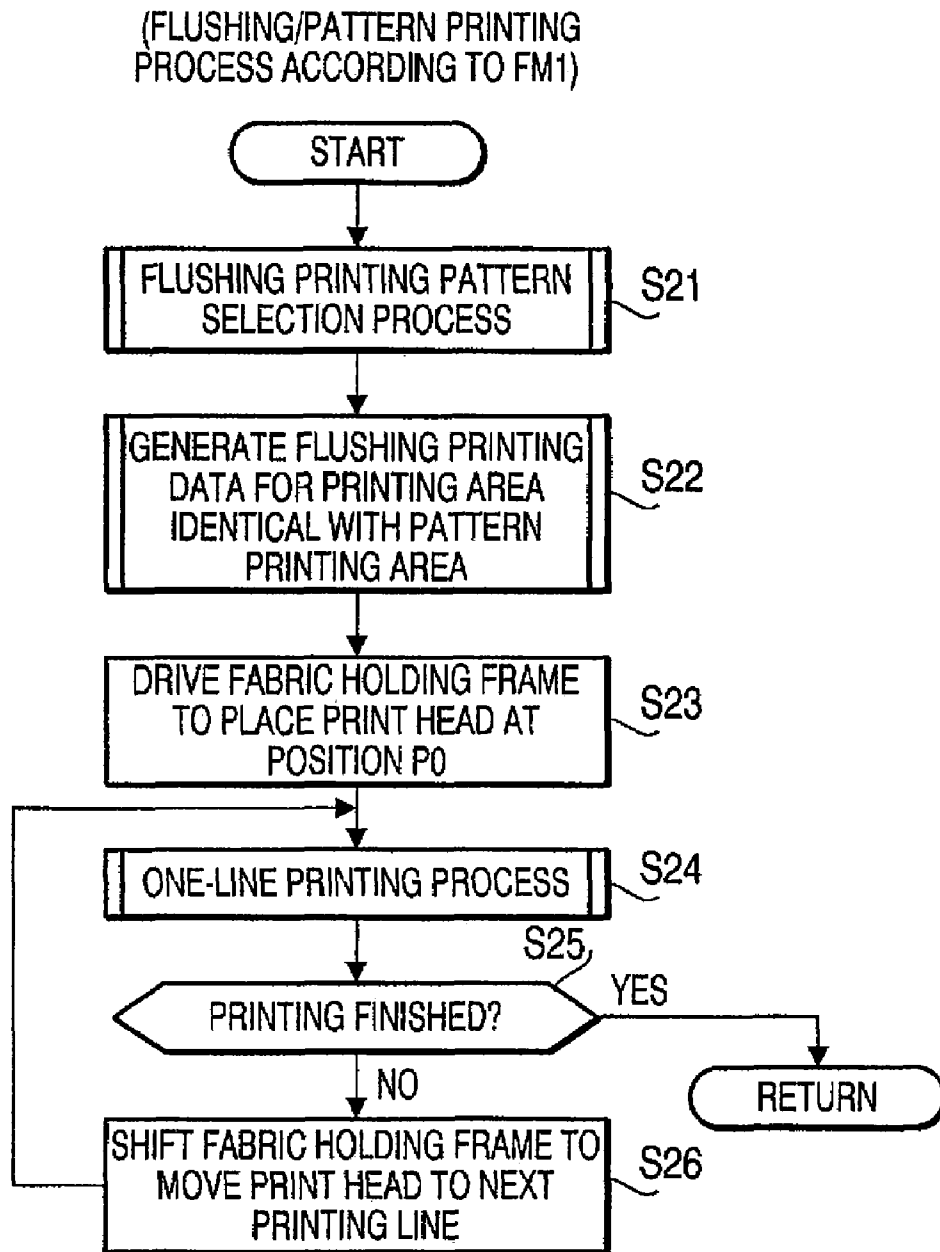 (FLUSHING/PATTERN PRINTING
PROCESS ACCORDING TO FM1)
START
FLUSHING PRINTING PATTERN
SELECTION PROCESS
S21
GENERATE FLUSHING PRINTING
DATA FOR PRINTING AREA
IDENTICAL WITH PATTERN
PRINTING AREA
S22
DRIVE FABRIC HOLDING FRAME
TO PLACE PRINT HEAD AT
POSITION P0
S23
ONE-LINE PRINTING PROCESS
S24
S25
PRINTING FINISHED?
YES
NO
RETURN
SHIFT FABRIC HOLDING FRAME TO
MOVE PRINT HEAD TO NEXT
PRINTING LINE
S26